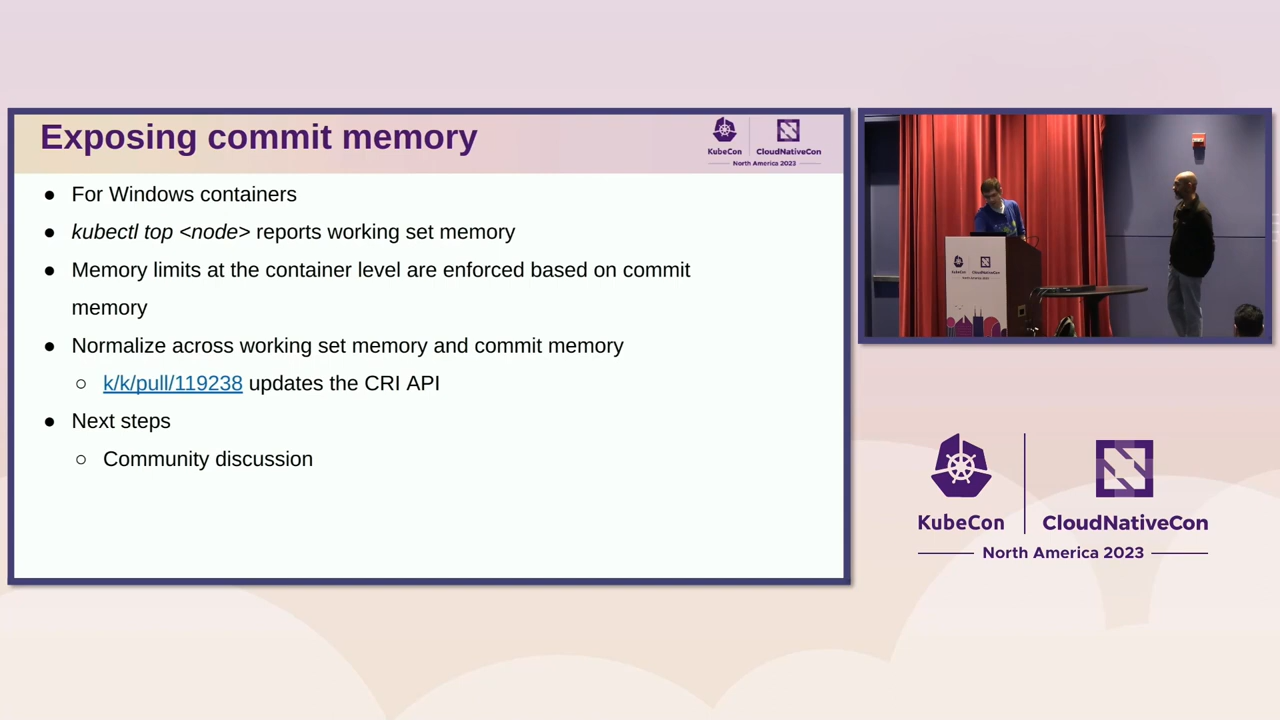 Exposing commit memory
KubeCon
CloudNativeCon
North America 2023
● For Windows containers
● kubectl top <node> reports working set memory
● Memory limits at the container level are enforced based on commit
memory
● Normalize across working set memory and commit memory
○ k/k/pull/119238 updates the CRI API
● Next steps
○ Community discussion
KubeCon
CloudNativeCon
North America 2023